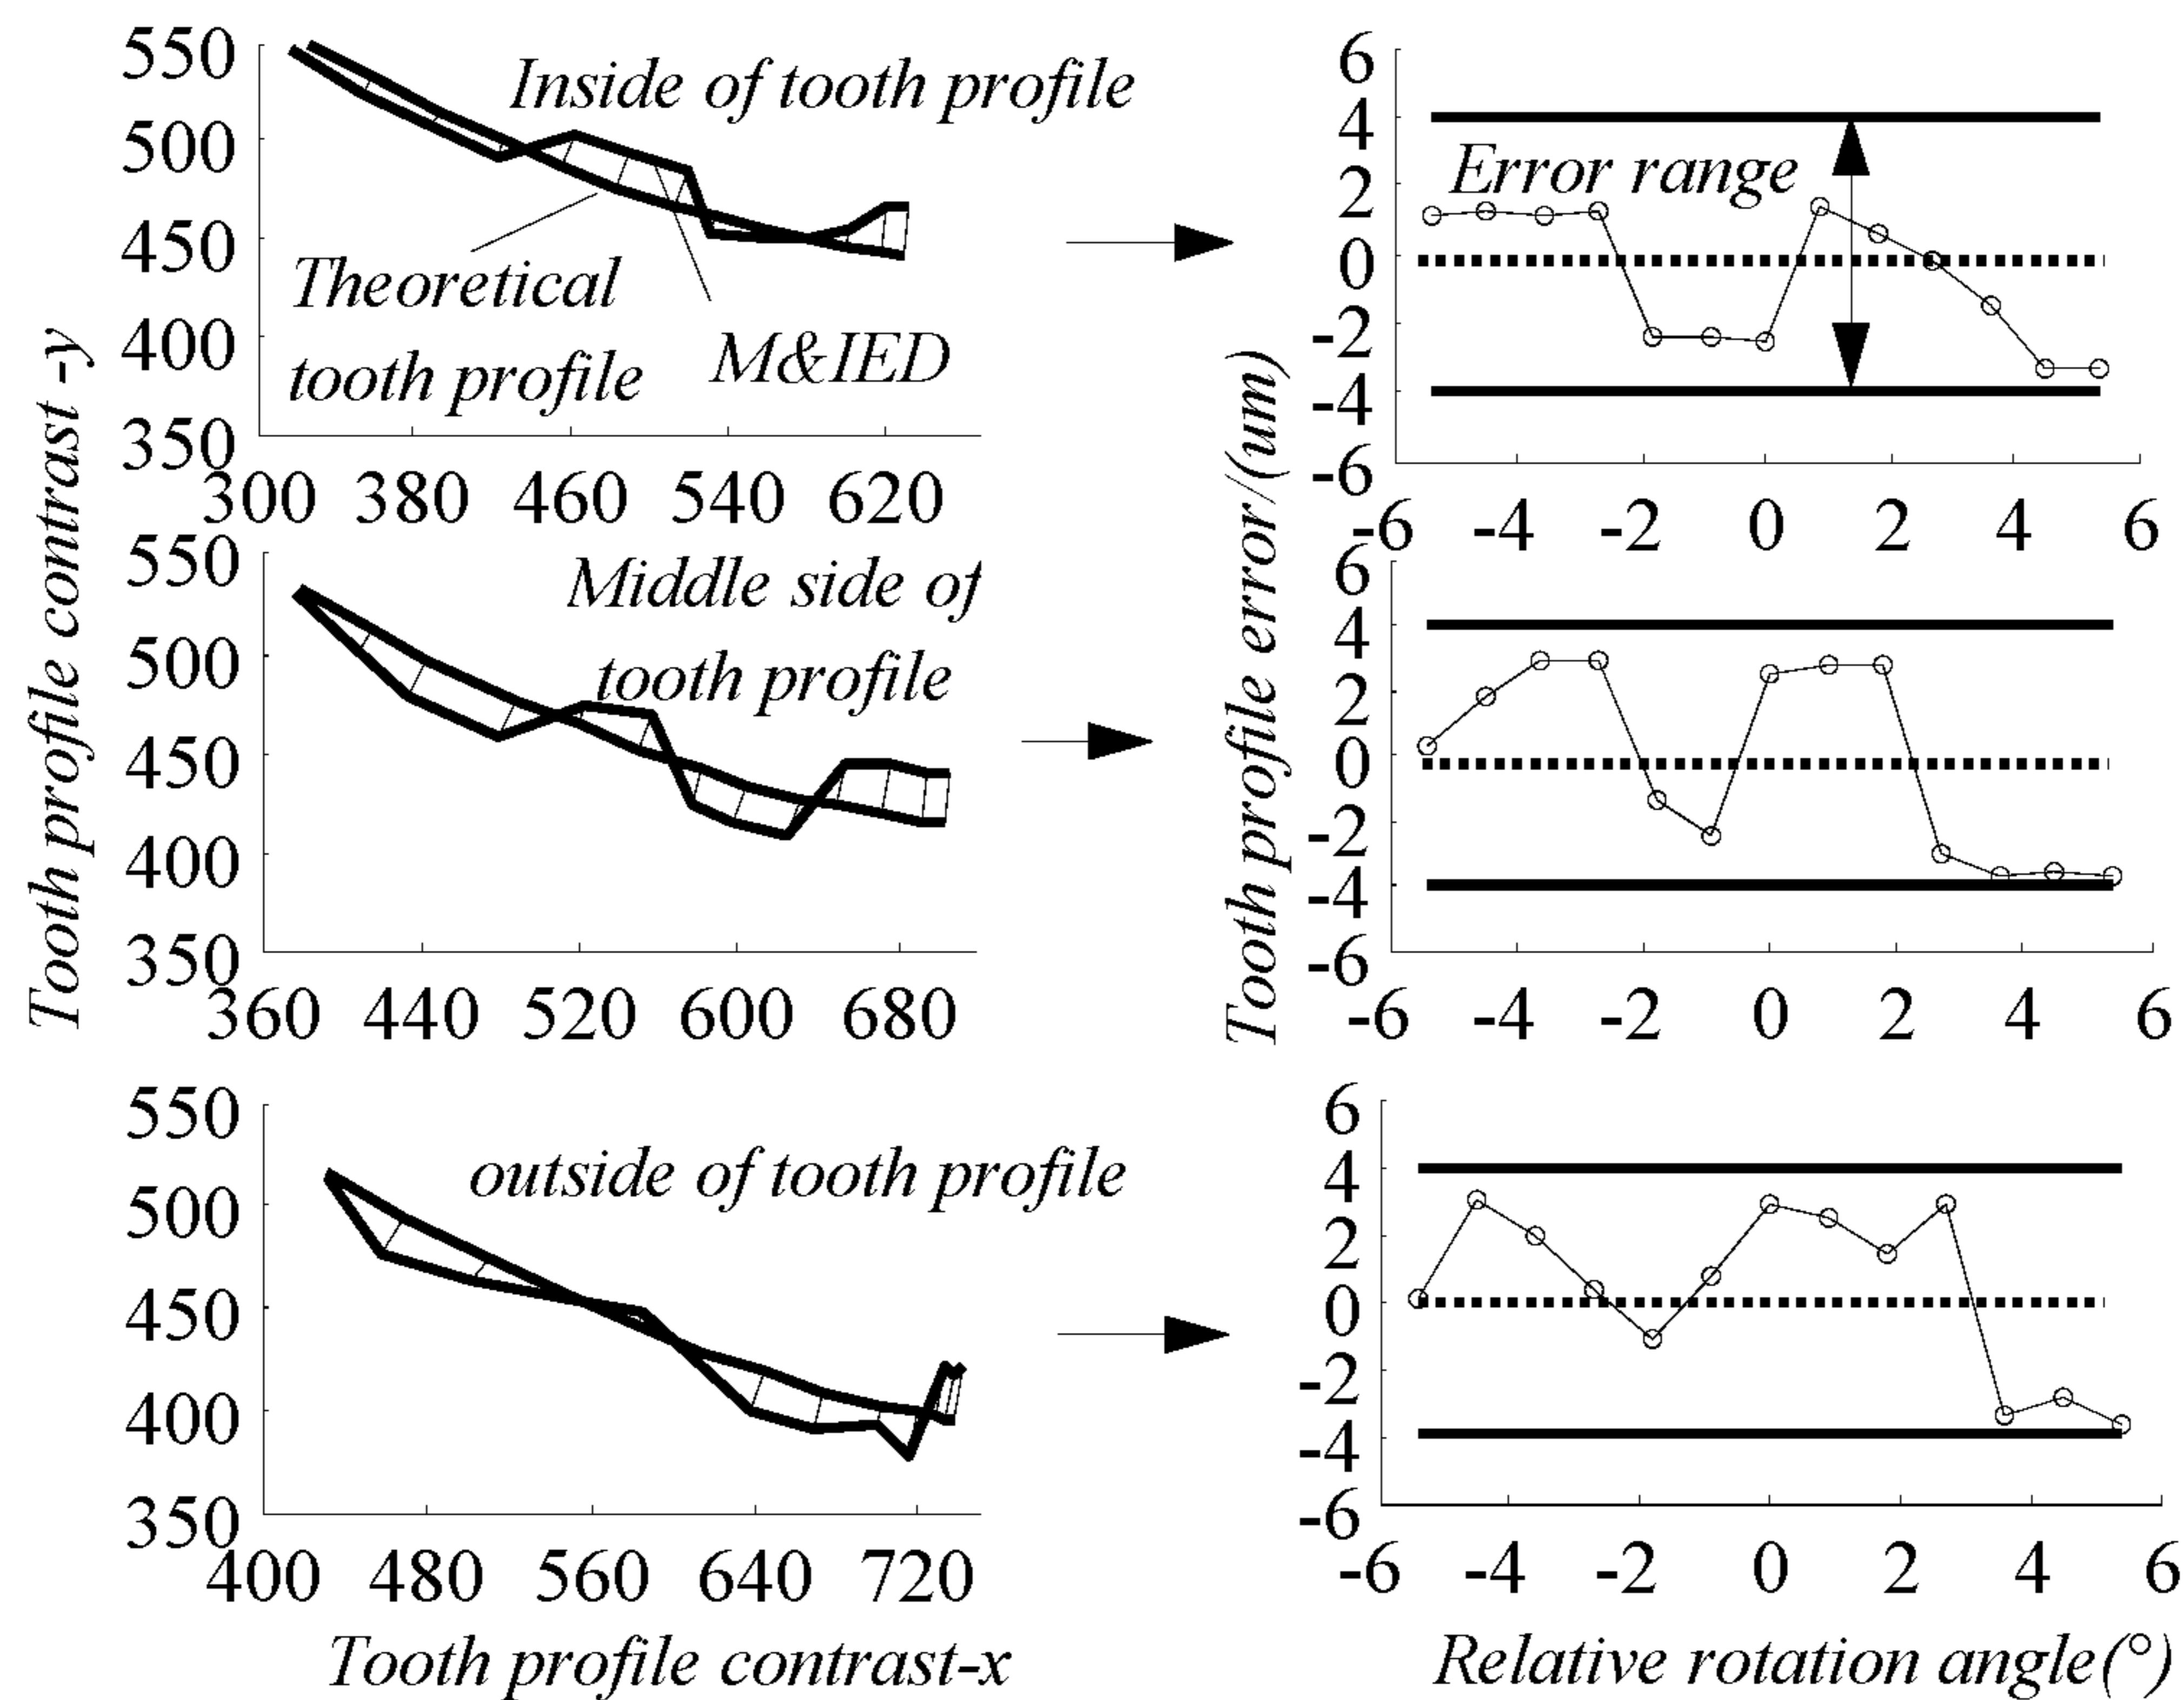 Tooth profile contrast -y
550
500
450
400
350
300 380 460 540 620
Inside of tooth profile
Theoretical
tooth profile
M&IED
Tooth profile error/(um)
6
4
2
0
-2
-4
-6
-6 -4 -2 0 2 4 6
Error range
550
500
450
400
350
360 440 520 600 680
Middle side of
tooth profile
6
4
2
0
-2
-4
-6
-6 -4 -2 0 2 4 6
550
500
450
400
350
400 480 560 640 720
outside of tooth profile
Tooth profile contrast-x
6
4
2
0
-2
-4
-6
-6 -4 -2 0 2 4 6
Relative rotation angle(°)